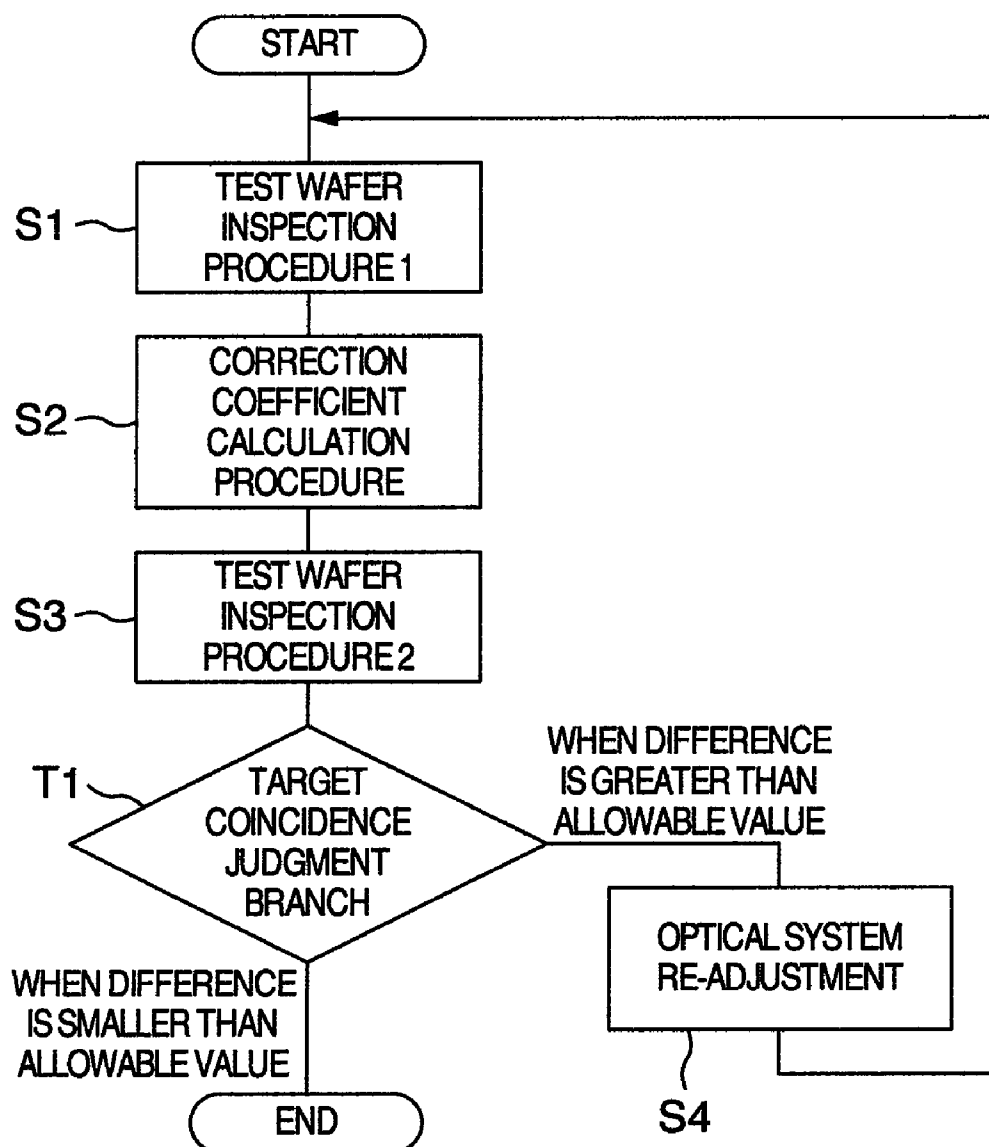 START
S1
TEST WAFER
INSPECTION
PROCEDURE 1
S2
CORRECTION
COEFFICIENT
CALCULATION
PROCEDURE
S3
TEST WAFER
INSPECTION
PROCEDURE 2
T1
TARGET
COINCIDENCE
JUDGMENT
BRANCH
WHEN DIFFERENCE
IS GREATER THAN
ALLOWABLE VALUE
OPTICAL SYSTEM
RE-ADJUSTMENT
S4
WHEN DIFFERENCE
IS SMALLER THAN
ALLOWABLE VALUE
END